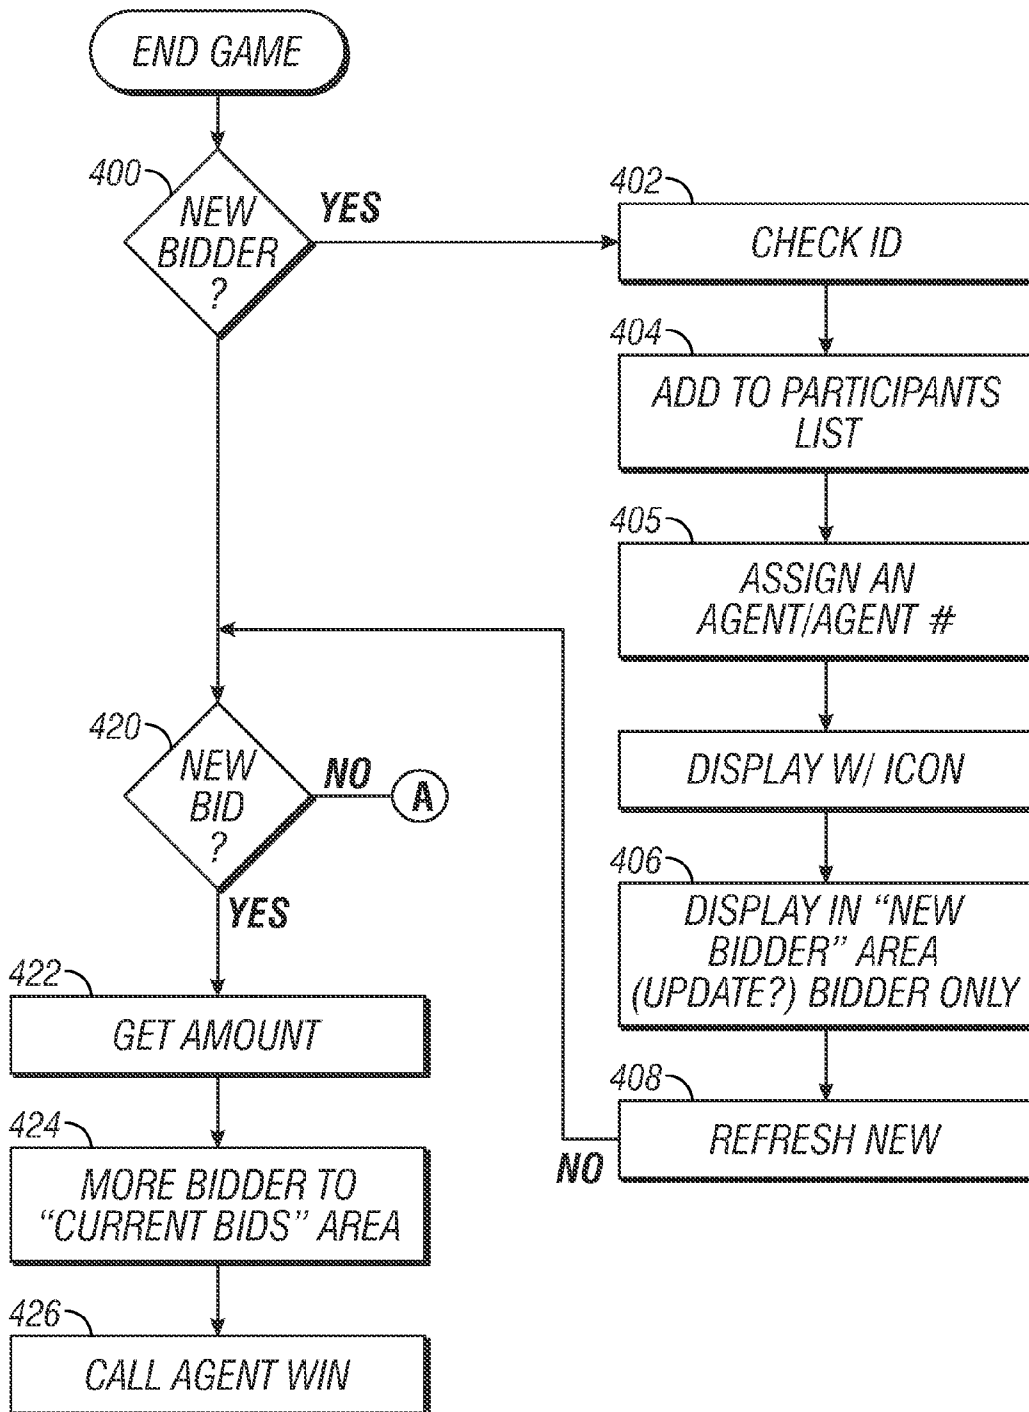 END GAME
400
NEW
BIDDER
?
YES
402
CHECK ID
404
ADD TO PARTICIPANTS
LIST
405
ASSIGN AN
AGENT/AGENT #
DISPLAY W/ ICON
406
DISPLAY IN “NEW
BIDDER” AREA
(UPDATE?) BIDDER ONLY
408
REFRESH NEW
NO
420
NEW
BID
?
NO
A
YES
422
GET AMOUNT
424
MORE BIDDER TO
“CURRENT BIDS” AREA
426
CALL AGENT WIN